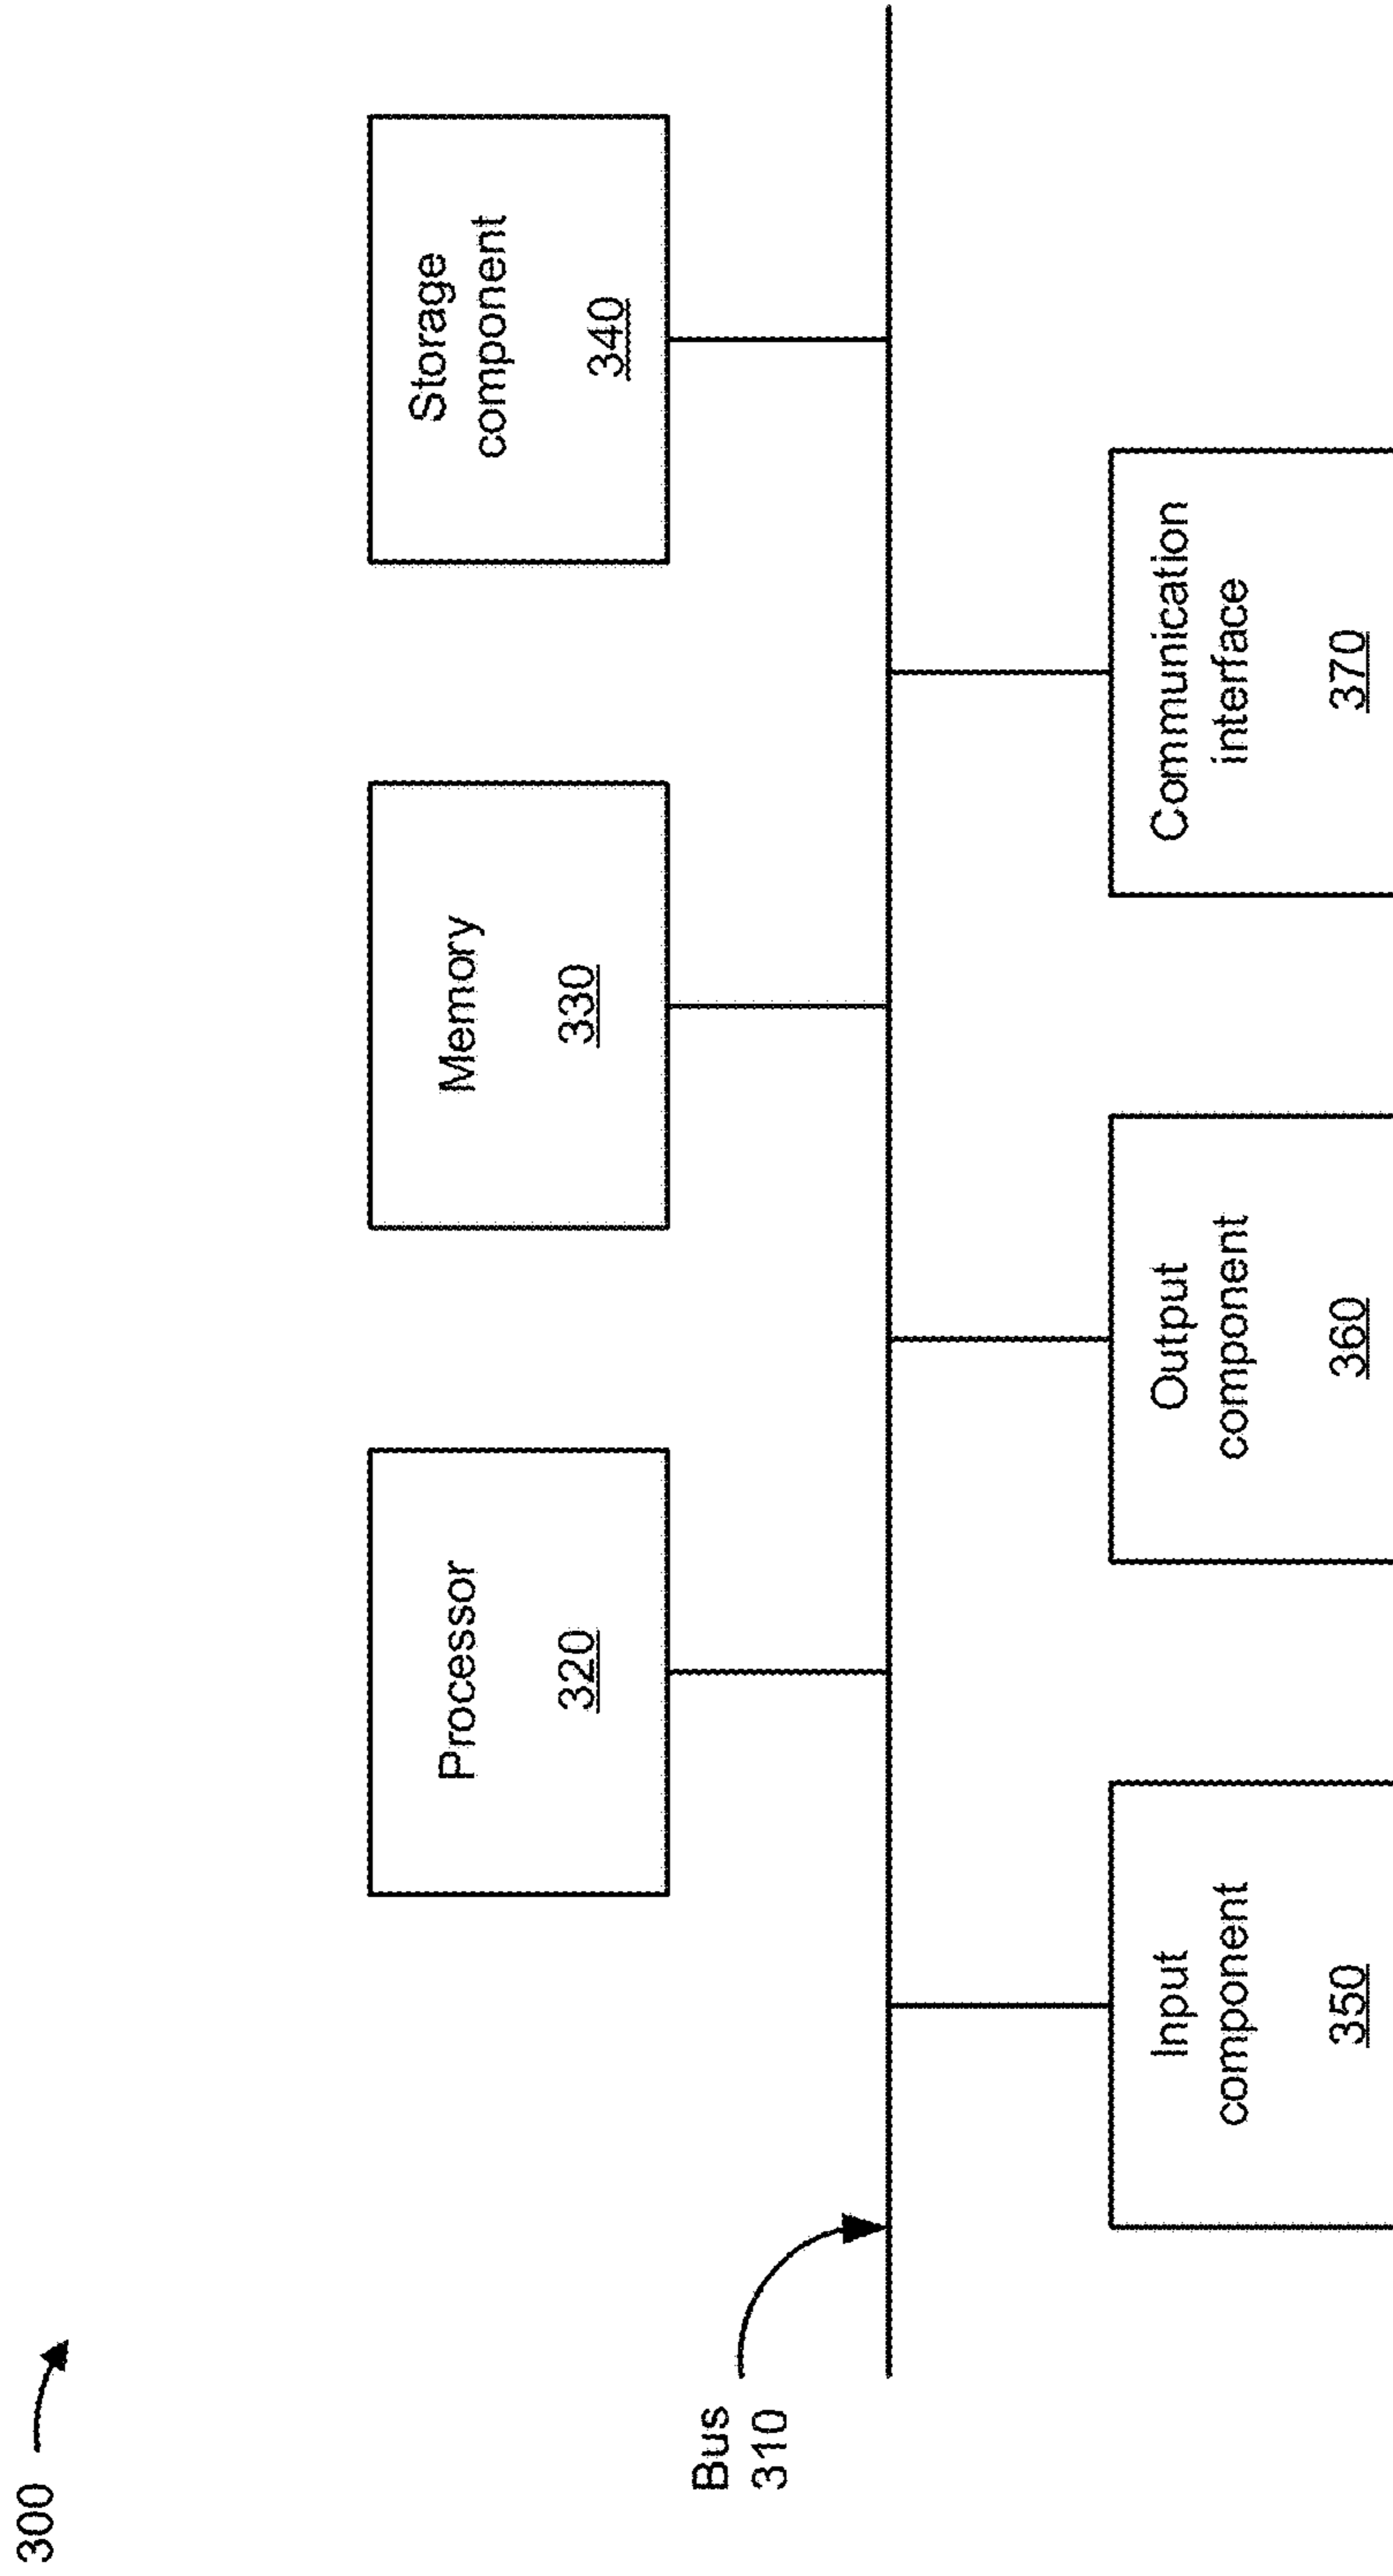 300
Processor
320
Memory
330
Storage
component
340
Bus
310
Input
component
350
Output
component
360
Communication
interface
370